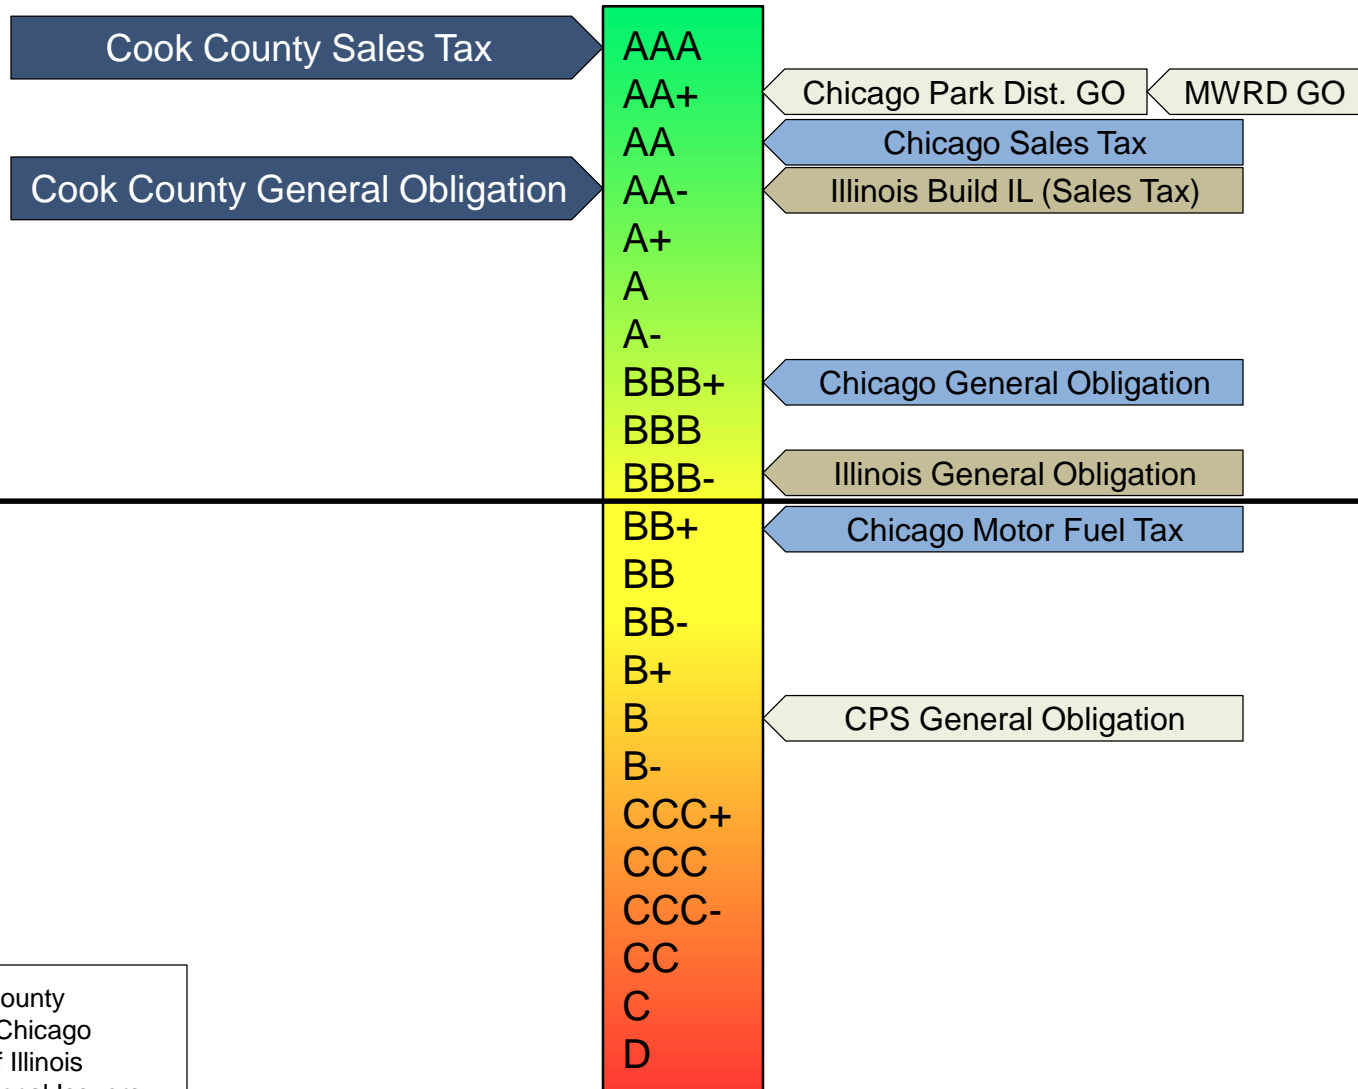 Cook County Sales Tax
AAA
AA+
Chicago Park Dist. GO
MWRD GO
AA
Chicago Sales Tax
Cook County General Obligation
AA-
Illinois Build IL (Sales Tax)
A+
A
A-
BBB+
Chicago General Obligation
BBB
BBB-
Illinois General Obligation
BB+
Chicago Motor Fuel Tax
BB
BB-
B+
B
CPS General Obligation
B-
CCC+
CCC
CCC-
CC
C
D
ounty
Chicago
f Illinois